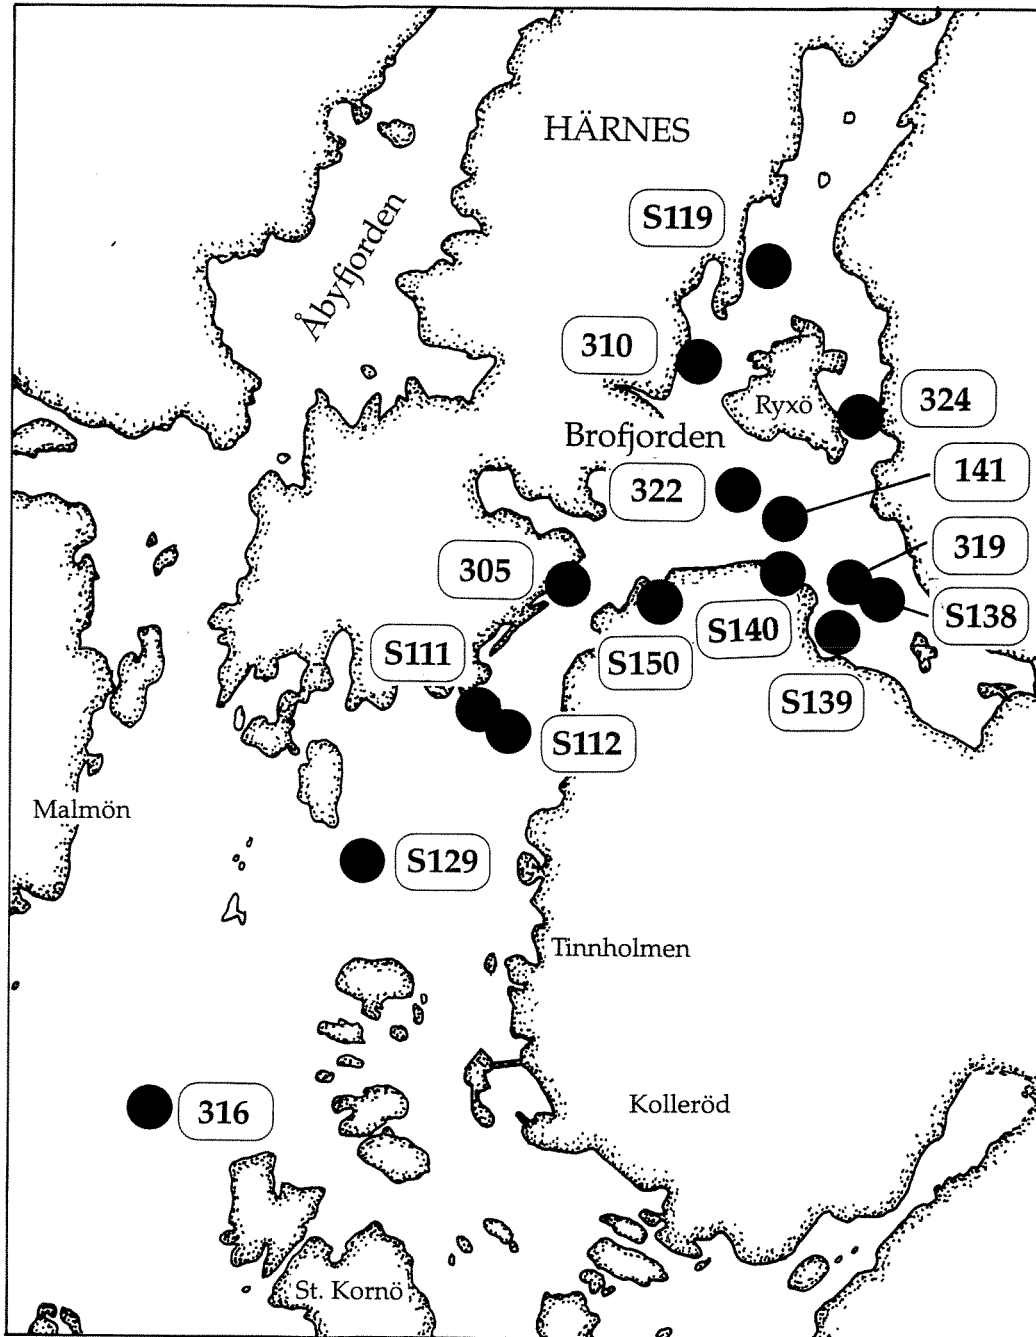 HÄRNES
S119
Åbyfjorden
310
324
Ryxö
Brofjorden
141
322
319
305
S138
S140
S111
S150
S139
S112
Malmön
S129
Tinnholmen
316
Kolleröd
St. Kornö